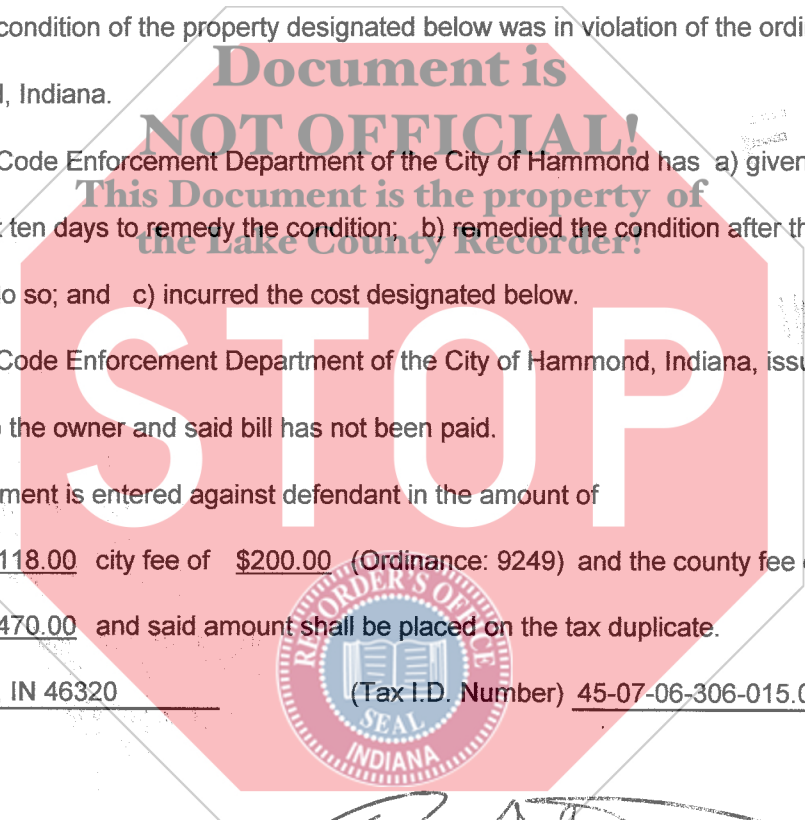 condition of the property designated below was in violation of the ordi
Document is
, Indiana.
NOT OFFICIAL!
Code Enforcement Department of the City of Hammond has a) given
This Document is the property of
ten days to remedy the condition; b) remedied the condition after th
the Lake County Recorder!
o so; and c) incurred the cost designated below.
STOP
Code Enforcement Department of the City of Hammond, Indiana, issu
the owner and said bill has not been paid.
ment is entered against defendant in the amount of
118.00 city fee of $200.00 (Ordinance: 9249) and the county fee
470.00 and said amount shall be placed on the tax duplicate.
RECORDER'S OFFICE
IN 46320 (Tax I.D. Number) 45-07-06-306-015.0
SEAL
INDIANA